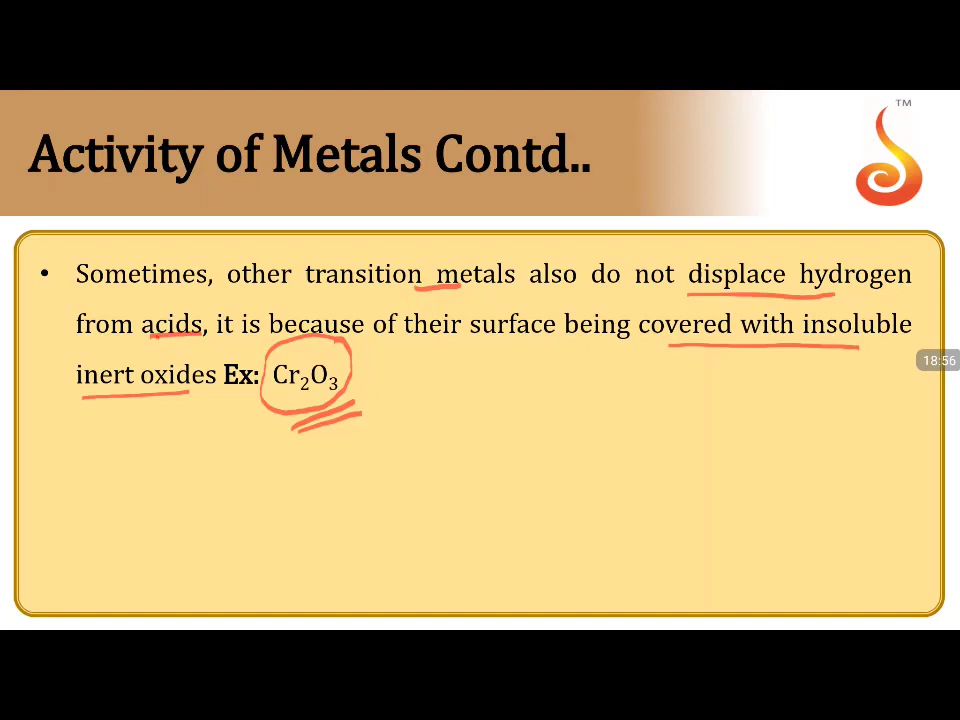 TM
Activity of Metals Contd..
• Sometimes, other transition metals also do not displace hydrogen
from acids, it is because of their surface being covered with insoluble
18:56
inert oxides Ex: Cr₂O₃